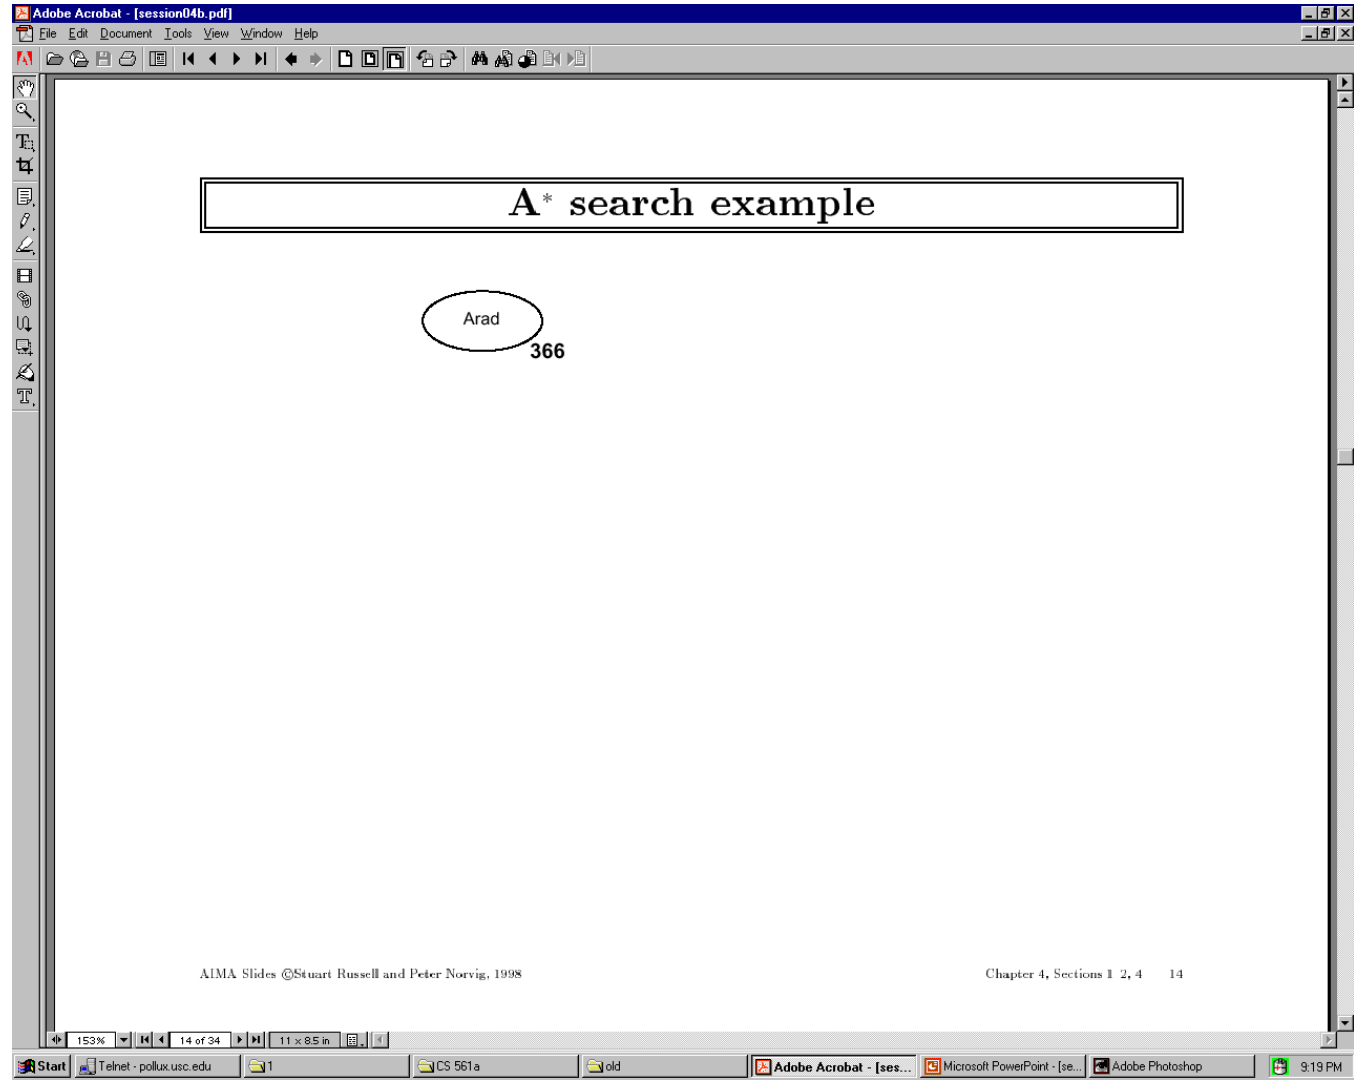 Adobe Acrobat - [session04b.pdf]
File Edit Document Tools View Window Help
A* search example
Arad
366
AIMA Slides ©Stuart Russell and Peter Norvig, 1998
Chapter 4, Sections 1 2, 4 14
153% 14 of 34 11 x 8.5 in
Start Telnet - pollux.usc.edu 1 CS 561a old Adobe Acrobat - [ses... Microsoft PowerPoint - [se... Adobe Photoshop 9:19 PM